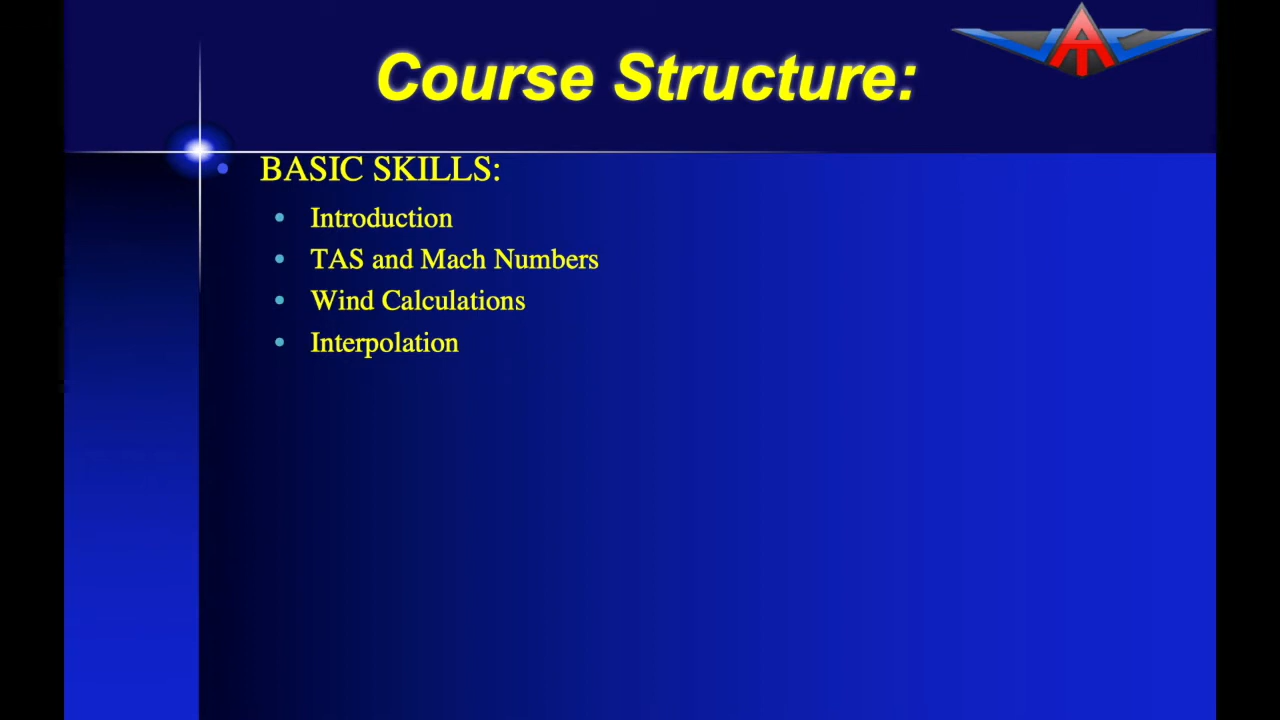 Course Structure:
• BASIC SKILLS:
• Introduction
• TAS and Mach Numbers
• Wind Calculations
• Interpolation